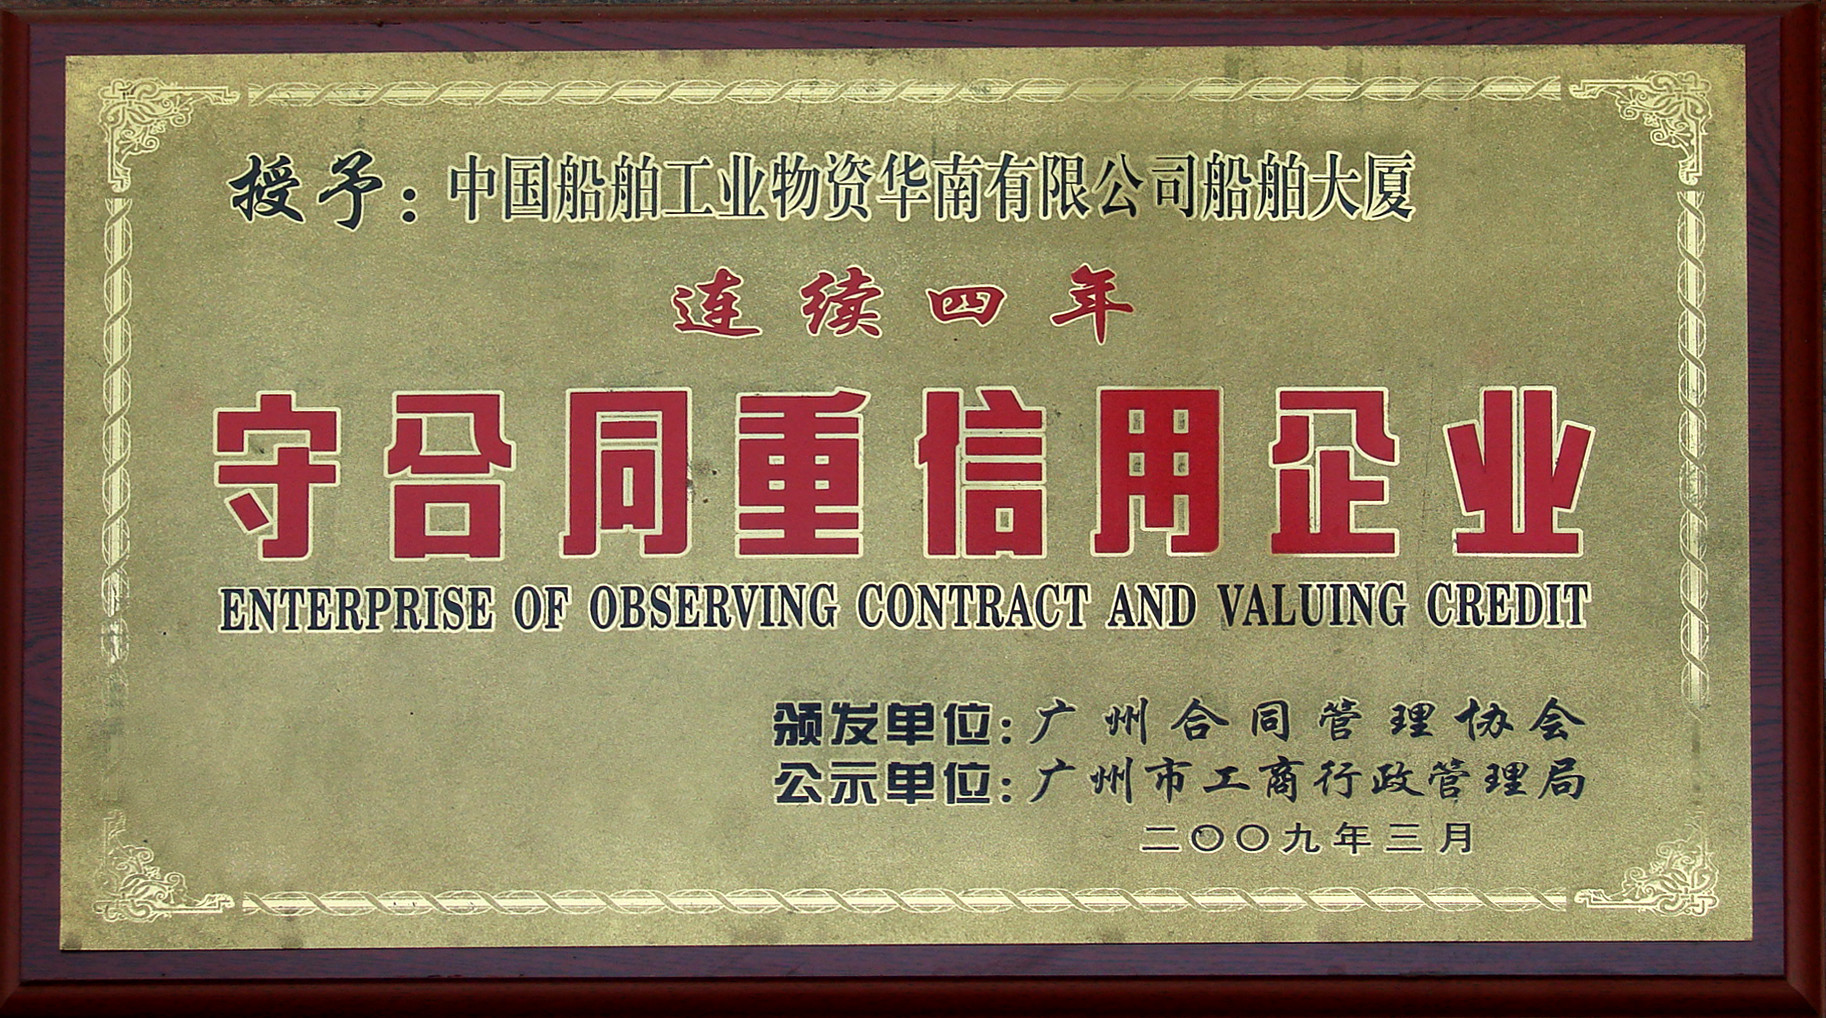 授予：中国船舶工业物资华南有限公司船舶大厦
连续四年
守合同重信用企业
ENTERPRISE OF OBSERVING CONTRACT AND VALUING CREDIT
颁发单位：广州合同管理协会
公示单位：广州市工商行政管理局
二〇〇九年三月